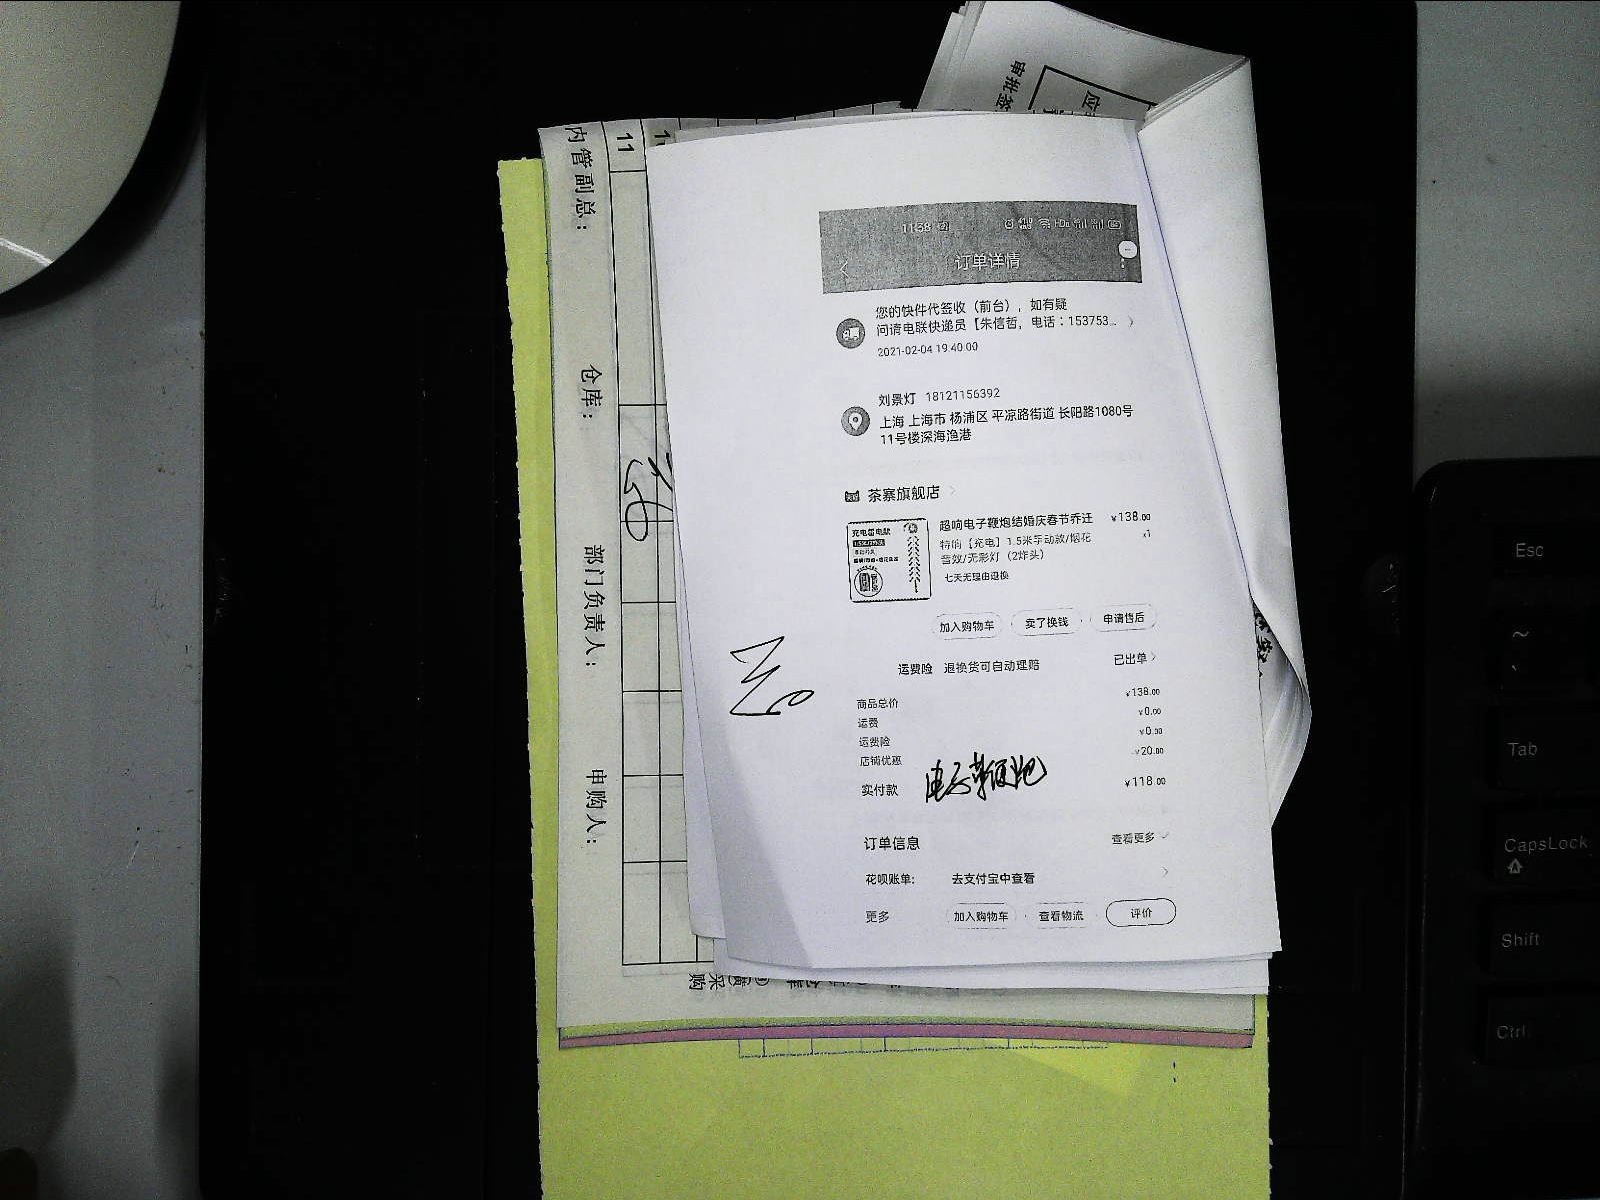 审批签
应
内管副总：
仓库：
部门负责人：
申购人：
11
11:38
订单详情
您的快件代签收（前台），如有疑
问请电联快递员【朱信哲，电话：153753...
2021-02-04 19:40:00
刘景灯 18121156392
上海 上海市 杨浦区 平凉路街道 长阳路1080号
11号楼深海渔港
茶寨旗舰店
超响电子鞭炮结婚庆春节乔迁 ¥138.00
特响【充电】1.5米手动款/烟花 x1
音效/无彩灯（2炸头）
七天无理由退换
加入购物车 卖了换钱 申请售后
运费险 退换货可自动理赔 已出单
商品总价 ¥138.00
运费 ¥0.00
运费险 ¥0.00
店铺优惠 -¥20.00
实付款 ¥118.00
电子鞭炮
订单信息 查看更多
花呗账单: 去支付宝中查看
更多 加入购物车 查看物流 评价
Esc
~
Tab
CapsLock
Shift
Ctrl